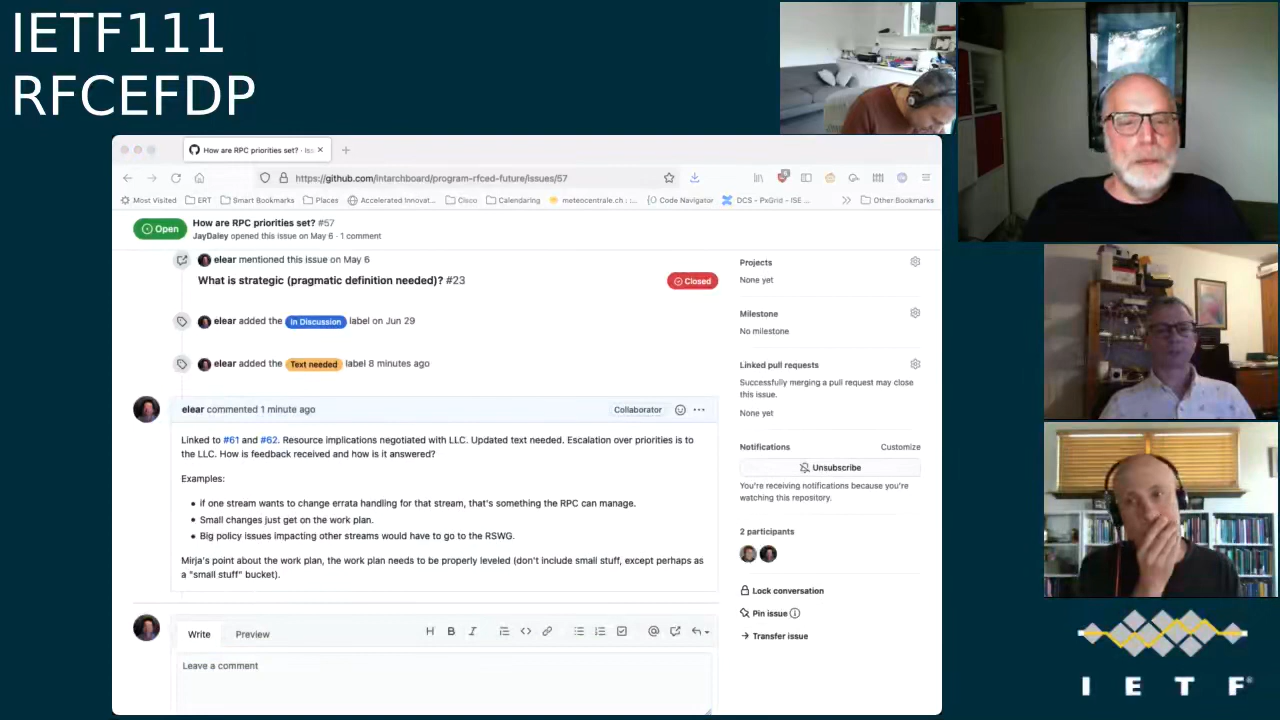 IETF111
RFCEFDP
How are RPC priorities set? · Iss
https://github.com/intarchboard/program-rfced-future/issues/57
Most Visited
ERT
Smart Bookmarks
Places
Accelerated Innovat...
Cisco
Calendaring
meteocentrale.ch : ...
Code Navigator
DCS - PxGrid - ISE ...
Other Bookmarks
Open
How are RPC priorities set? #57
JayDaley opened this issue on May 6 · 1 comment
elear mentioned this issue on May 6
What is strategic (pragmatic definition needed)? #23
Closed
elear added the In Discussion label on Jun 29
elear added the Text needed label 8 minutes ago
elear commented 1 minute ago
Collaborator
Linked to #61 and #62. Resource implications negotiated with LLC. Updated text needed. Escalation over priorities is to
the LLC. How is feedback received and how is it answered?
Examples:
• if one stream wants to change errata handling for that stream, that's something the RPC can manage.
• Small changes just get on the work plan.
• Big policy issues impacting other streams would have to go to the RSWG.
Mirja's point about the work plan, the work plan needs to be properly leveled (don't include small stuff, except perhaps as
a "small stuff" bucket).
Write
Preview
Leave a comment
Projects
None yet
Milestone
No milestone
Linked pull requests
Successfully merging a pull request may close
this issue.
None yet
Notifications
Customize
Unsubscribe
You're receiving notifications because you're
watching this repository.
2 participants
Lock conversation
Pin issue
Transfer issue
I E T F